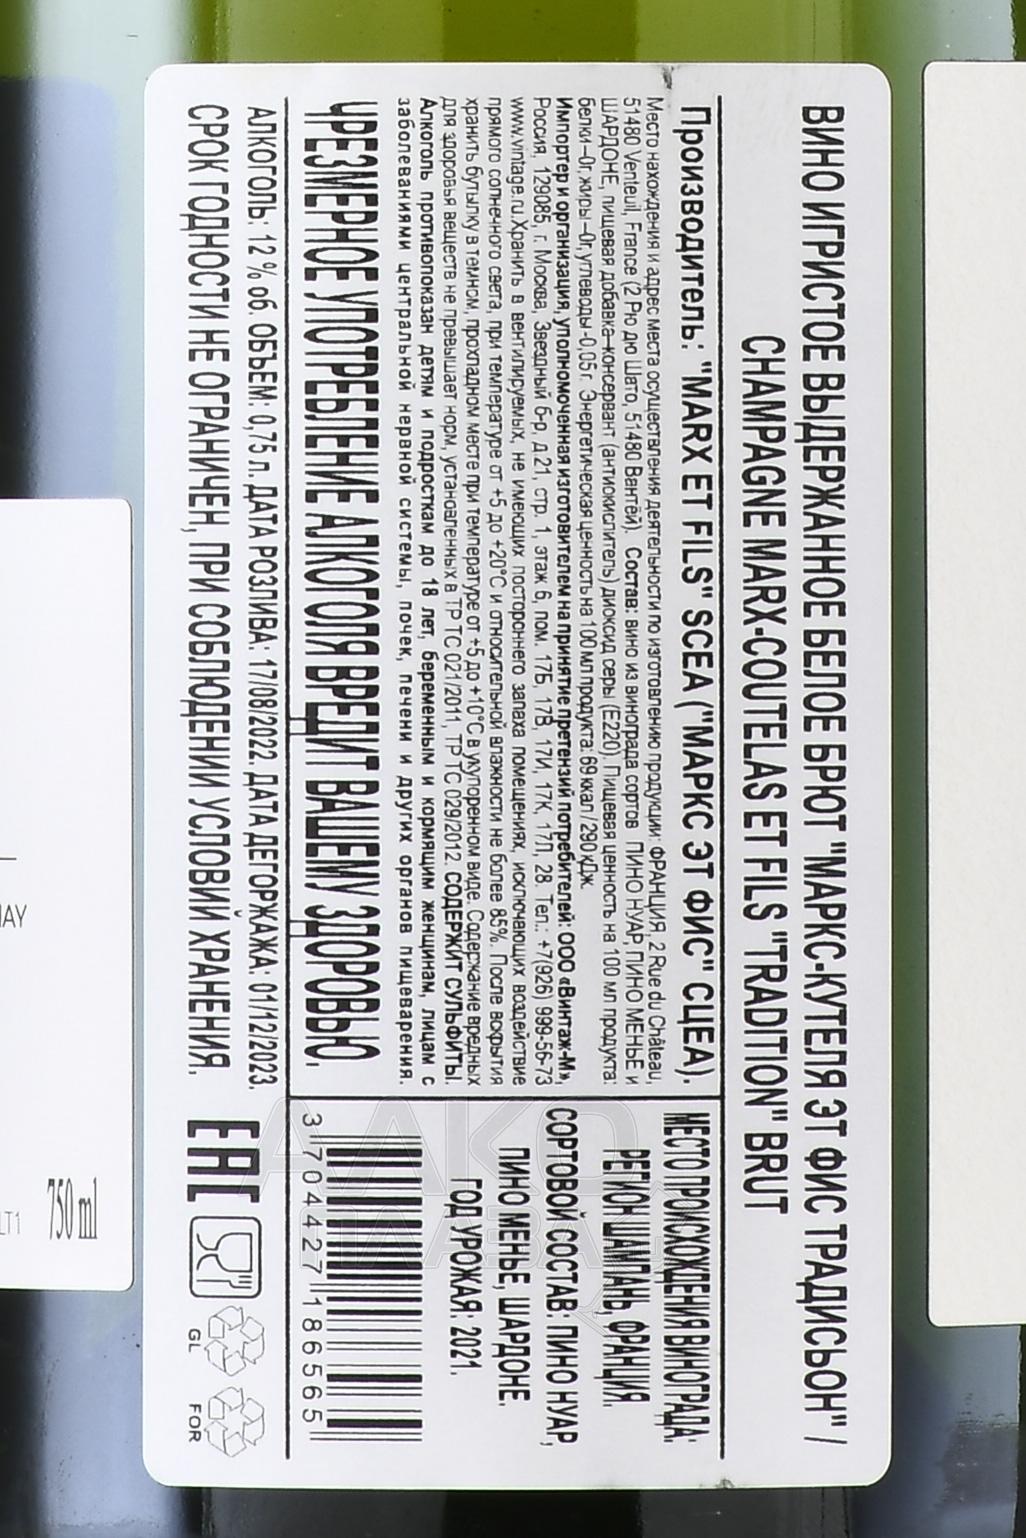 ВИНО ИГРИСТОЕ ВЫДЕРЖАННОЕ БЕЛОЕ БРЮТ "МАРКС-КУТЕЛЯ ЭТ ФИС ТРАДИСЬОН" /
CHAMPAGNE MARX-COUTELAS ET FILS "TRADITION" BRUT
Производитель: "MARX ET FILS" SCEA ("МАРКС ЭТ ФИС" СЦЕА).
Место нахождения и адрес места осуществления деятельности по изготовлению продукции: ФРАНЦИЯ, 2 Rue du Château,
51480 Venteuil, France (2 Рю дю Шато, 51480 Вантёй). Состав: вино из винограда сортов ПИНО НУАР, ПИНО МЕНЬЕ И
ШАРДОНЕ, пищевая добавка-консервант (антиокислитель) диоксид серы (Е220). Пищевая ценность на 100 мл продукта:
белки–0г, жиры–0г, углеводы-0,05 г. Энергетическая ценность на 100 мл продукта: 69 ккал / 290 кДж.
Импортер и организация, уполномоченная изготовителем на принятие претензий потребителей: ООО «Винтаж-М»,
Россия, 129085, г. Москва, Звездный б-р, д.21, стр. 1, этаж 6, пом. 17Б, 17В, 17И, 17К, 17Л, 28. Тел.: +7(926) 999-56-73
www.vintage.ru.Хранить в вентилируемых, не имеющих постороннего запаха помещениях, исключающих воздействие
прямого солнечного света, при температуре от +5 до +20°С и относительной влажности не более 85%. После вскрытия
хранить бутылку в темном, прохладном месте при температуре от +5 до +10°С в укупоренном виде. Содержание вредных
для здоровья веществ не превышает норм, установленных в ТР ТС 021/2011, ТР ТС 029/2012. СОДЕРЖИТ СУЛЬФИТЫ.
Алкоголь противопоказан детям и подросткам до 18 лет, беременным и кормящим женщинам, лицам с
заболеваниями центральной нервной системы, почек, печени и других органов пищеварения.
ЧРЕЗМЕРНОЕ УПОТРЕБЛЕНИЕ АЛКОГОЛЯ ВРЕДИТ ВАШЕМУ ЗДОРОВЬЮ.
МЕСТО ПРОИСХОЖДЕНИЯ ВИНОГРАДА:
РЕГИОН ШАМПАНЬ, ФРАНЦИЯ.
СОРТОВОЙ СОСТАВ: ПИНО НУАР,
ПИНО МЕНЬЕ, ШАРДОНЕ.
ГОД УРОЖАЯ: 2021.
3 704427 186565
АЛКОГОЛЬ: 12 % об. ОБЪЕМ: 0,75 л. ДАТА РОЗЛИВА: 17/08/2022. ДАТА ДЕГОРЖАЖА: 01/12/2023.
СРОК ГОДНОСТИ НЕ ОГРАНИЧЕН, ПРИ СОБЛЮДЕНИИ УСЛОВИЙ ХРАНЕНИЯ.
EAC
GL
FOR
750 ml
LT1